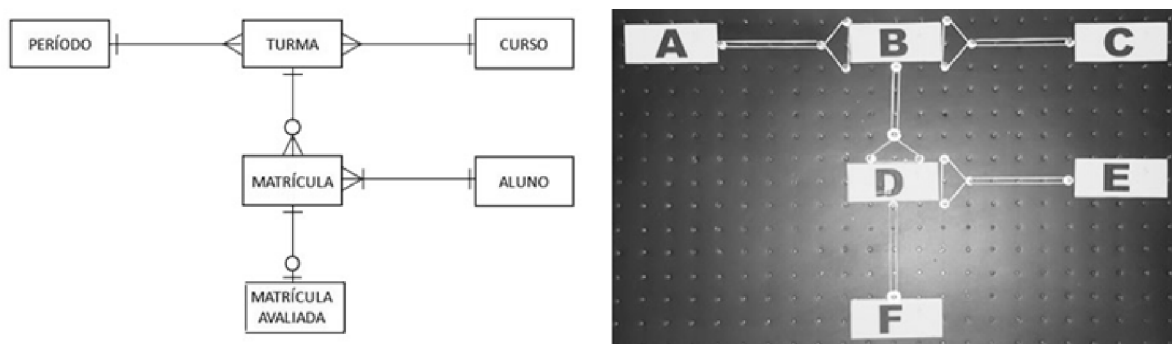 PERÍODO
TURMA
CURSO
MATRÍCULA
ALUNO
MATRÍCULA
AVALIADA
A
B
C
D
E
F